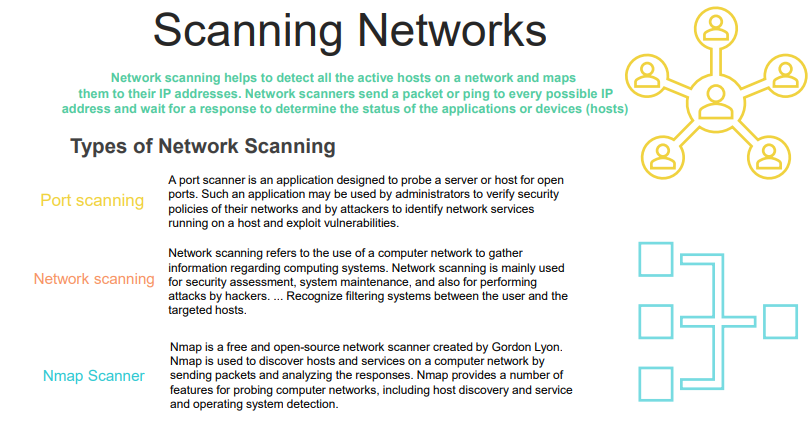 Scanning Networks
Network scanning helps to detect all the active hosts on a network and maps
them to their IP addresses. Network scanners send a packet or ping to every possible IP
address and wait for a response to determine the status of the applications or devices (hosts)
Types of Network Scanning
Port scanning
A port scanner is an application designed to probe a server or host for open
ports. Such an application may be used by administrators to verify security
policies of their networks and by attackers to identify network services
running on a host and exploit vulnerabilities.
Network scanning
Network scanning refers to the use of a computer network to gather
information regarding computing systems. Network scanning is mainly used
for security assessment, system maintenance, and also for performing
attacks by hackers. ... Recognize filtering systems between the user and the
targeted hosts.
Nmap Scanner
Nmap is a free and open-source network scanner created by Gordon Lyon.
Nmap is used to discover hosts and services on a computer network by
sending packets and analyzing the responses. Nmap provides a number of
features for probing computer networks, including host discovery and service
and operating system detection.